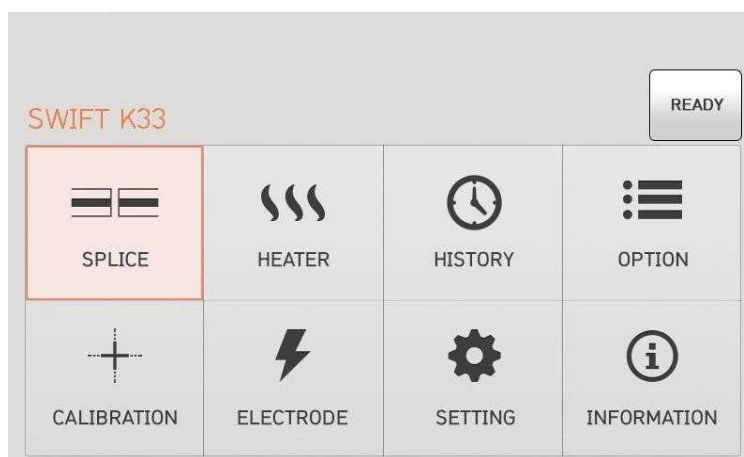 READY
SWIFT K33
SPLICE HEATER HISTORY OPTION
CALIBRATION ELECTRODE SETTING INFORMATION